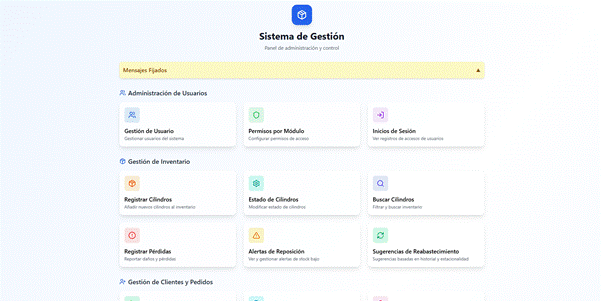 Sistema de Gestión
Panel de administración y control
Mensajes Fijados
Administración de Usuarios
Gestión de Usuario
Gestionar usuarios del sistema
Permisos por Módulo
Configurar permisos de acceso
Inicios de Sesión
Ver registros de accesos de usuarios
Gestión de Inventario
Registrar Cilindros
Añadir nuevos cilindros al inventario
Estado de Cilindros
Modificar estado de cilindros
Buscar Cilindros
Filtrar y buscar inventario
Registrar Pérdidas
Reportar daños y pérdidas
Alertas de Reposición
Ver y gestionar alertas de stock bajo
Sugerencias de Reabastecimiento
Sugerencias basadas en historial y estacionalidad
Gestión de Clientes y Pedidos